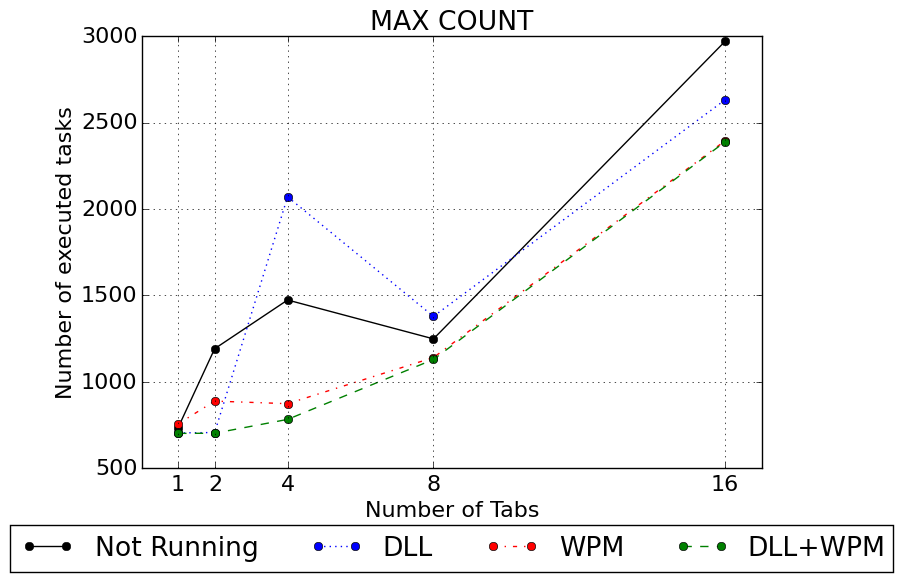 MAX COUNT
3000
2500
2000
1500
1000
500
Number of executed tasks
1 2 4 8 16
Number of Tabs
Not Running DLL WPM DLL+WPM